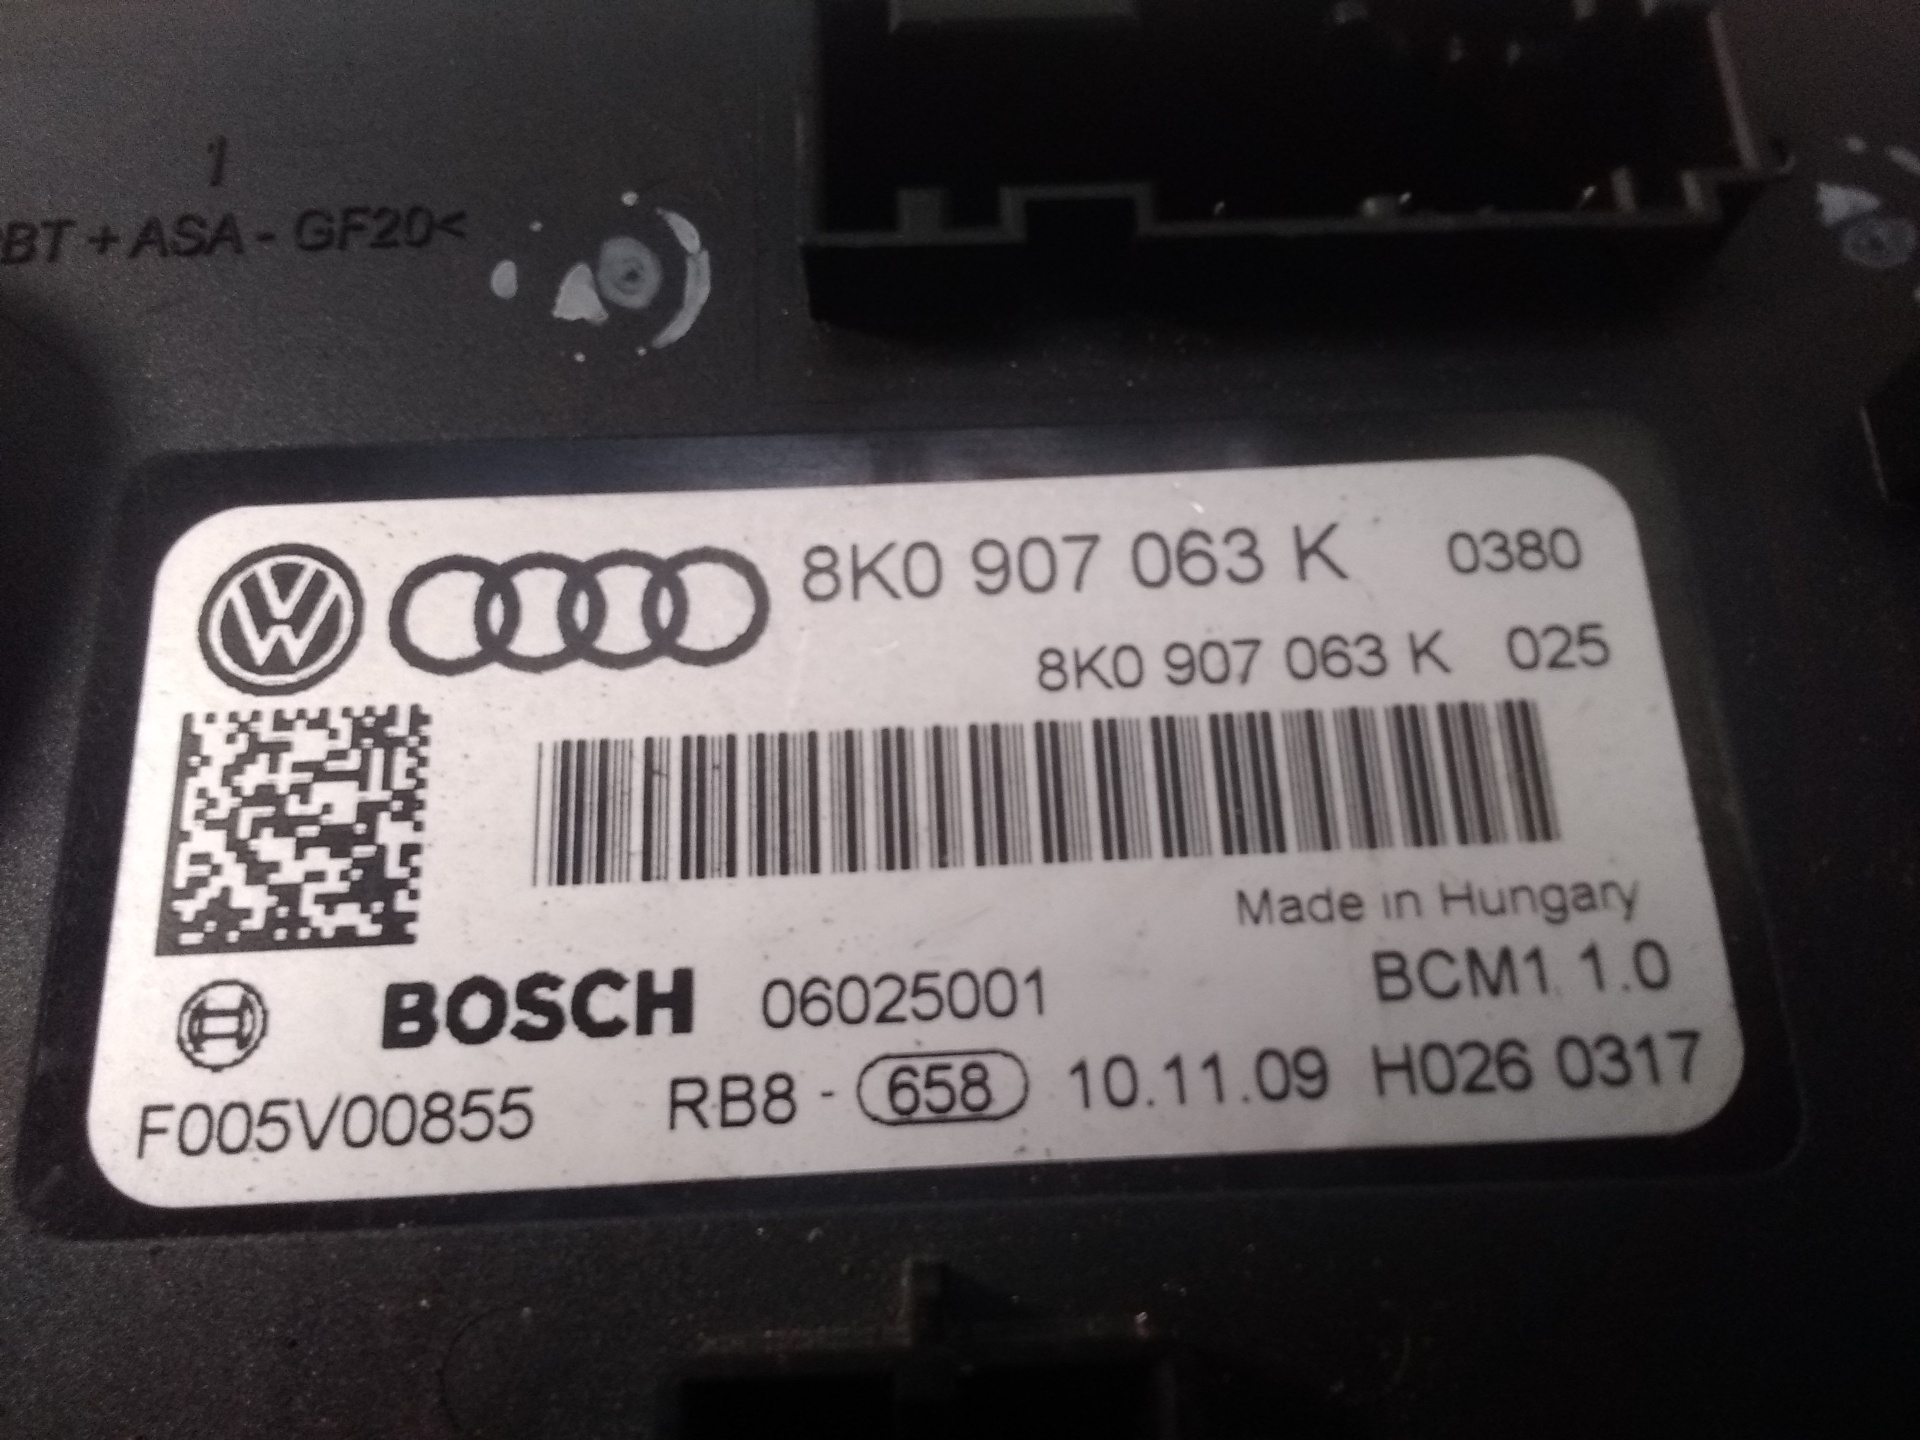 1
PBT + ASA - GF20<
8K0 907 063 K 0380
8K0 907 063 K 025
Made in Hungary
BOSCH 06025001 BCM1 1.0
F005V00855 RB8 - 658 10.11.09 H026 0317